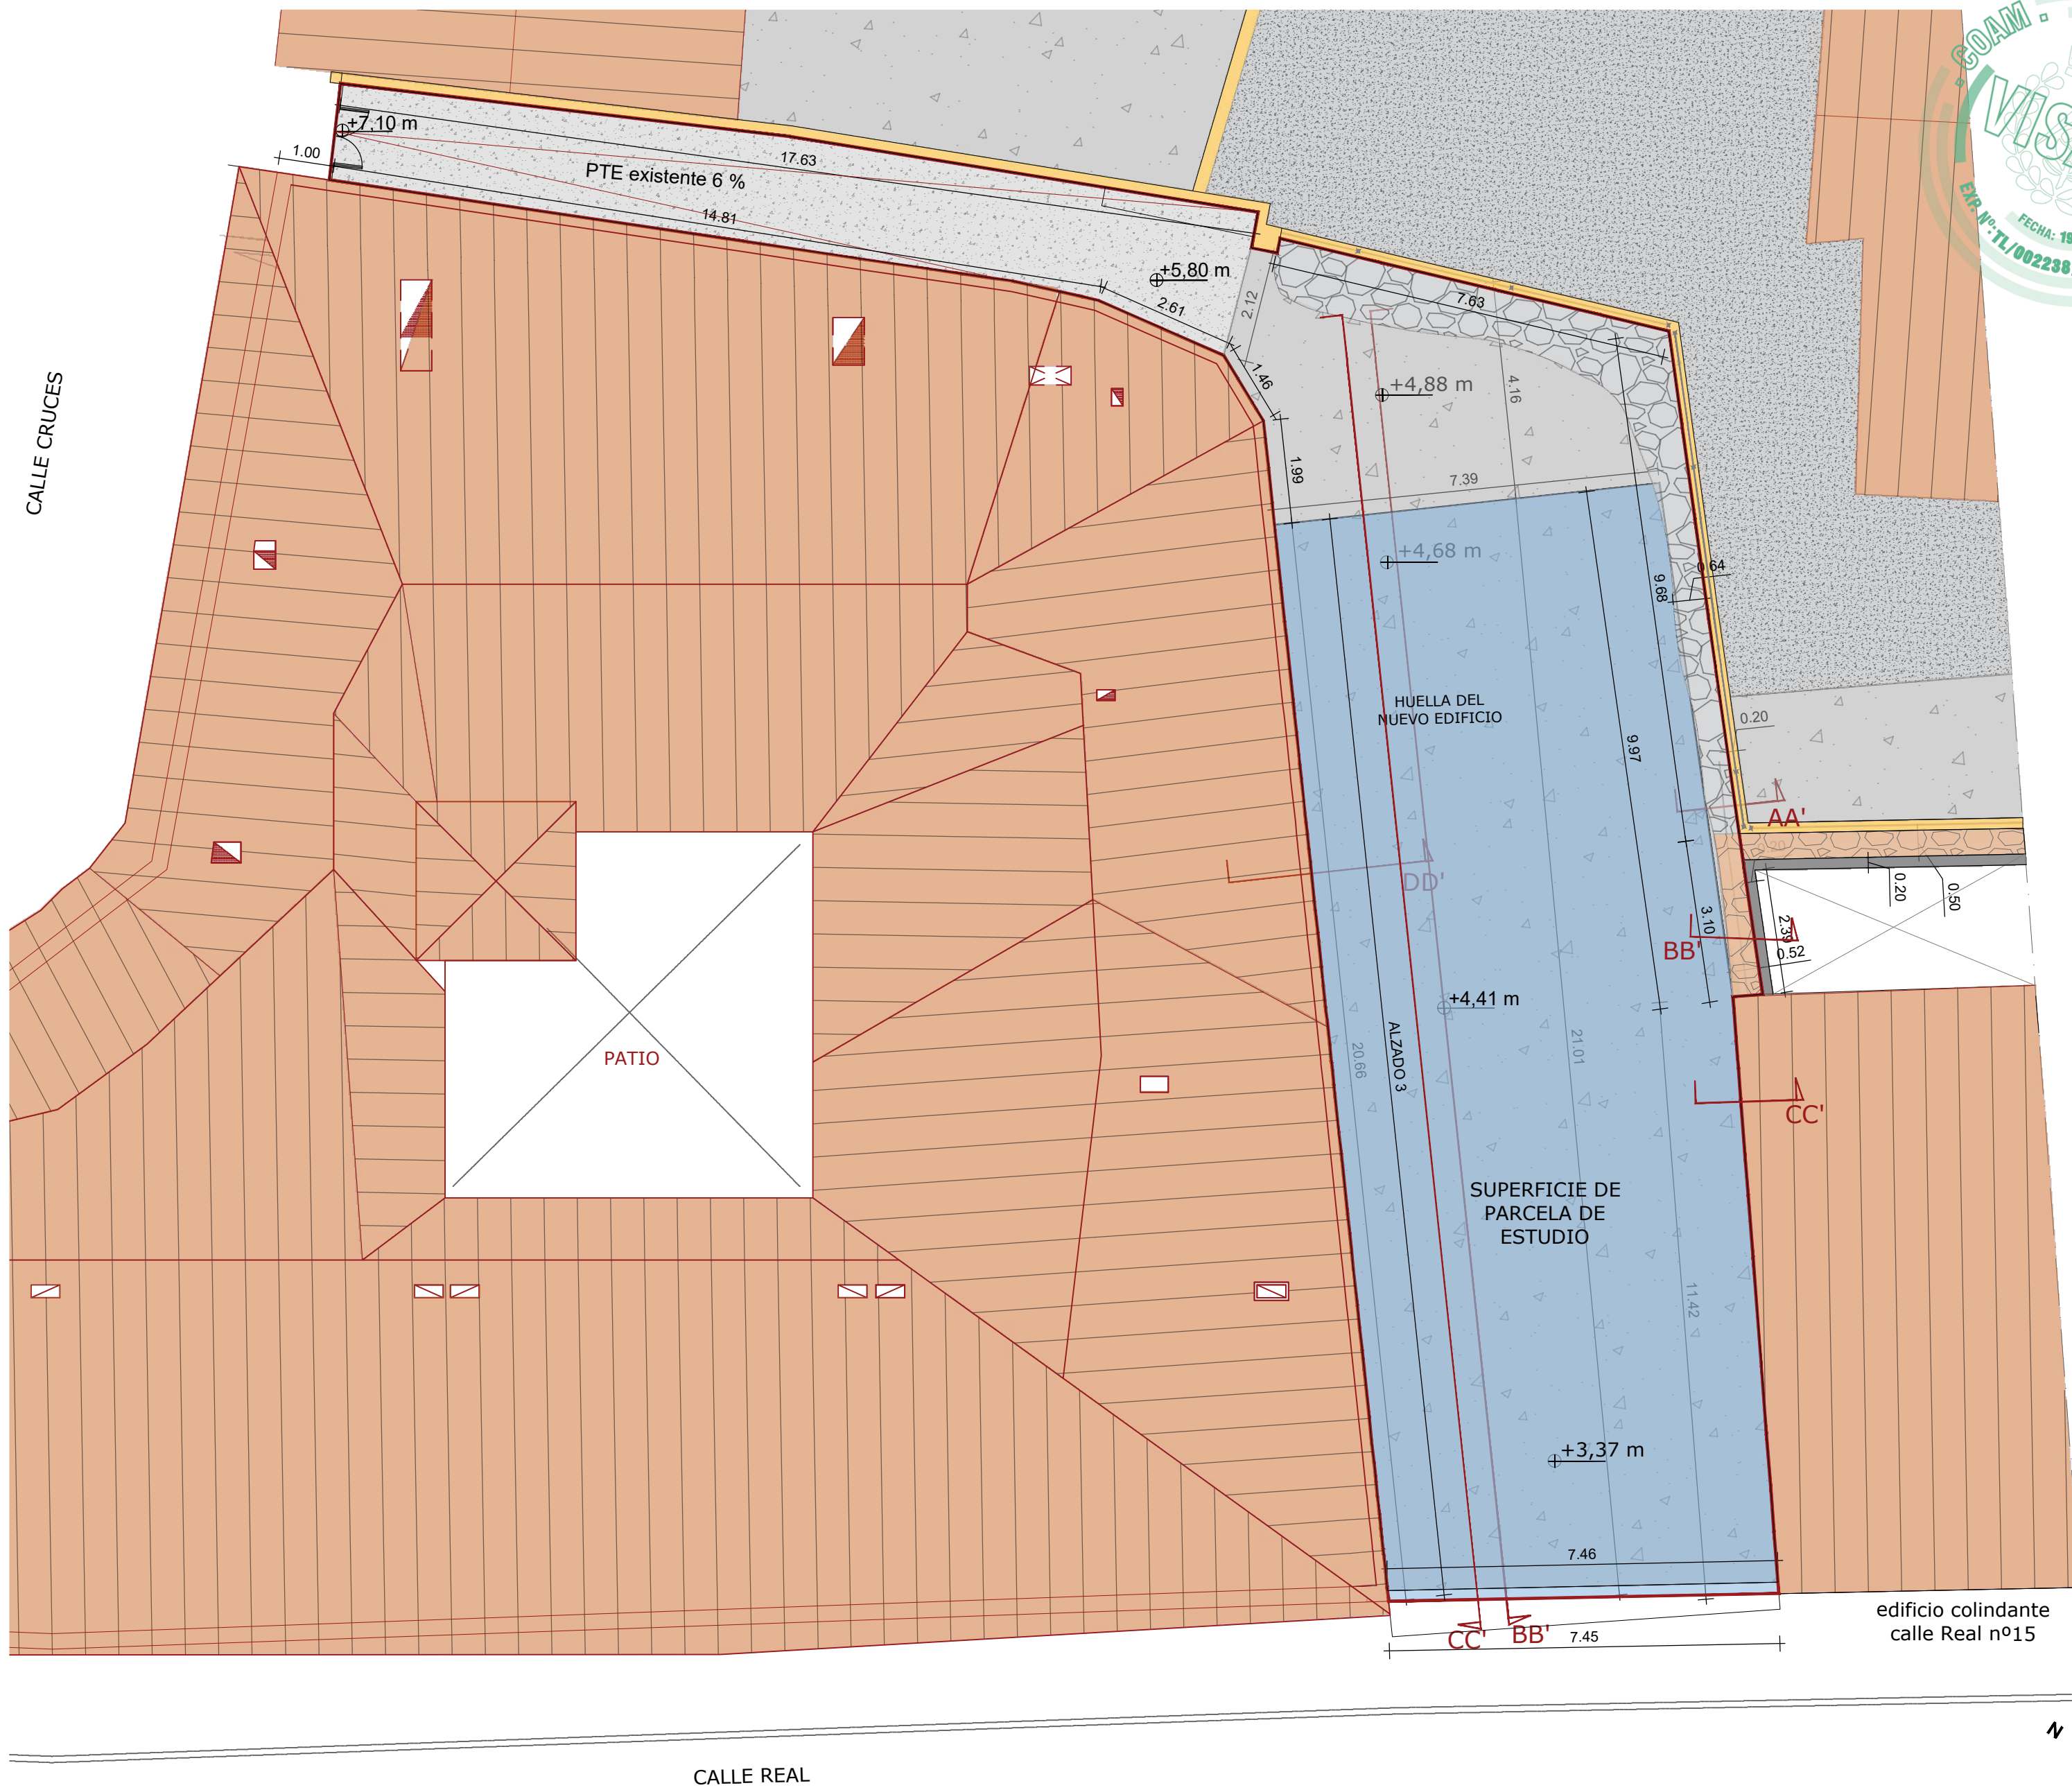 COAM.
VIS
EXP. Nº: TL/002238
FECHA: 19
+7,10 m
1.00
17.63
PTE existente 6 %
14.81
+5,80 m
2.61
2.12
7.63
1.46
+4,88 m
4.16
1.99
7.39
CALLE CRUCES
+4,68 m
0.64
9.68
HUELLA DEL
NUEVO EDIFICIO
0.20
9.97
AA'
0.20
DD'
0.20
0.50
3.10
2.39
BB'
0.52
+4,41 m
PATIO
20.66
ALZADO 3
21.01
CC'
SUPERFICIE DE
PARCELA DE
ESTUDIO
11.42
+3,37 m
7.46
CC'
BB'
7.45
edificio colindante
calle Real nº15
N
CALLE REAL